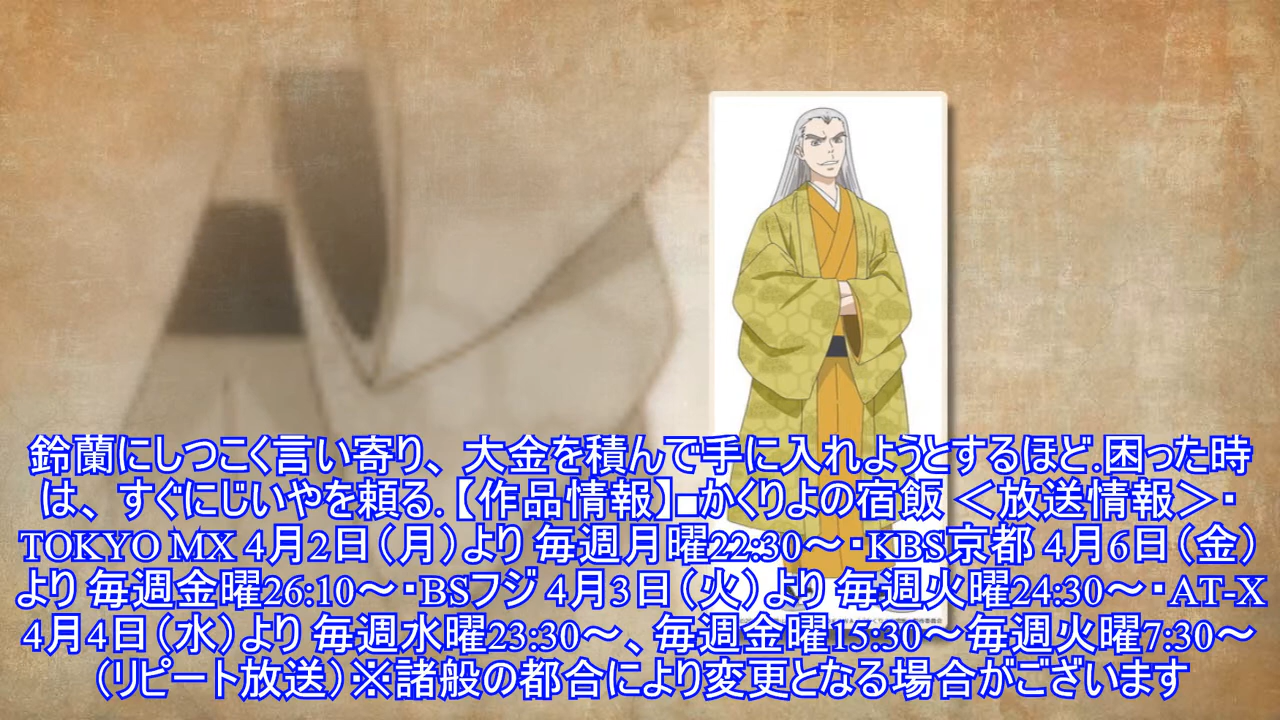 鈴蘭にしつこく言い寄り、大金を積んで手に入れようとするほど.困った時
は、すぐにじいやを頼る.【作品情報】■かくりよの宿飯 ＜放送情報＞・
TOKYO MX 4月2日（月）より 毎週月曜22:30～・KBS京都 4月6日（金）
より 毎週金曜26:10～・BSフジ 4月3日（火）より 毎週火曜24:30～・AT-X
4月4日（水）より 毎週水曜23:30～、毎週金曜15:30～毎週火曜7:30～
（リピート放送）※諸般の都合により変更となる場合がございます